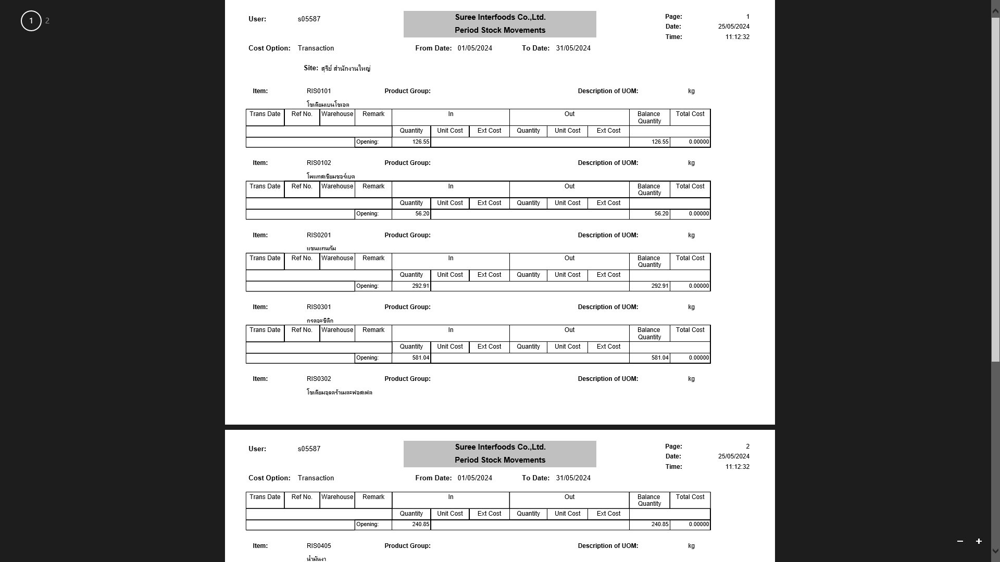 1 2
User: s05587 Suree Interfoods Co.,Ltd. Page: 1
Period Stock Movements Date: 25/05/2024
Time: 11:12:32
Cost Option: Transaction From Date: 01/05/2024 To Date: 31/05/2024
Site: สุรีย์ สำนักงานใหญ่
Item: RIS0101 Product Group: Description of UOM: kg
โซเดียมเบนโซเอต
Trans Date Ref No. Warehouse Remark In Out Balance Quantity Total Cost
Quantity Unit Cost Ext Cost Quantity Unit Cost Ext Cost
Opening: 126.55 126.55 0.00000
Item: RIS0102 Product Group: Description of UOM: kg
โพแทสเซียมซอร์เบต
Trans Date Ref No. Warehouse Remark In Out Balance Quantity Total Cost
Quantity Unit Cost Ext Cost Quantity Unit Cost Ext Cost
Opening: 56.20 56.20 0.00000
Item: RIS0201 Product Group: Description of UOM: kg
แซนแทนกัม
Trans Date Ref No. Warehouse Remark In Out Balance Quantity Total Cost
Quantity Unit Cost Ext Cost Quantity Unit Cost Ext Cost
Opening: 292.91 292.91 0.00000
Item: RIS0301 Product Group: Description of UOM: kg
กรดอะซิติก
Trans Date Ref No. Warehouse Remark In Out Balance Quantity Total Cost
Quantity Unit Cost Ext Cost Quantity Unit Cost Ext Cost
Opening: 581.04 581.04 0.00000
Item: RIS0302 Product Group: Description of UOM: kg
โซเดียมอุลตร้าเมตะฟอสเฟต
User: s05587 Suree Interfoods Co.,Ltd. Page: 2
Period Stock Movements Date: 25/05/2024
Time: 11:12:32
Cost Option: Transaction From Date: 01/05/2024 To Date: 31/05/2024
Trans Date Ref No. Warehouse Remark In Out Balance Quantity Total Cost
Quantity Unit Cost Ext Cost Quantity Unit Cost Ext Cost
Opening: 240.85 240.85 0.00000
Item: RIS0405 Product Group: Description of UOM: kg
น้ำมันงา